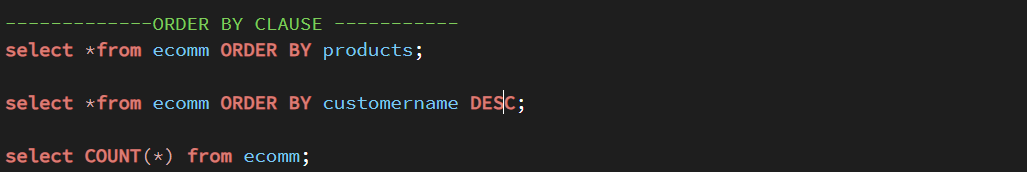 -------------ORDER BY CLAUSE -----------
select *from ecomm ORDER BY products;
select *from ecomm ORDER BY customername DESC;
select COUNT(*) from ecomm;